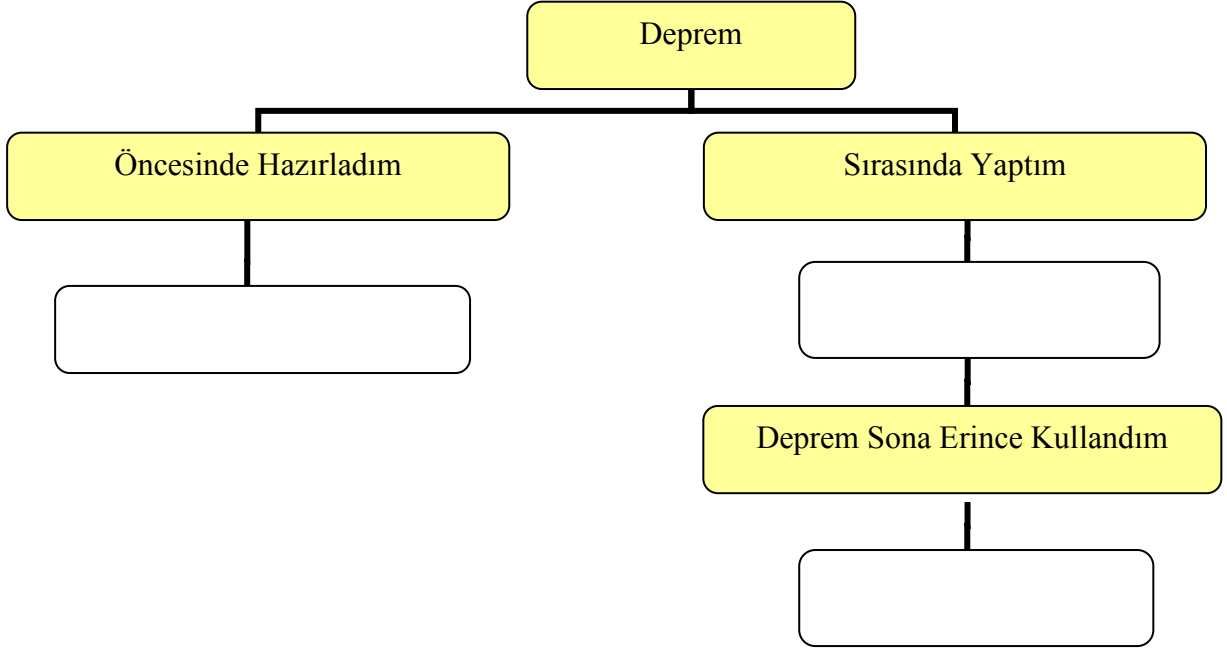 Deprem
Öncesinde Hazırladım
Sırasında Yaptım
Deprem Sona Erince Kullandım